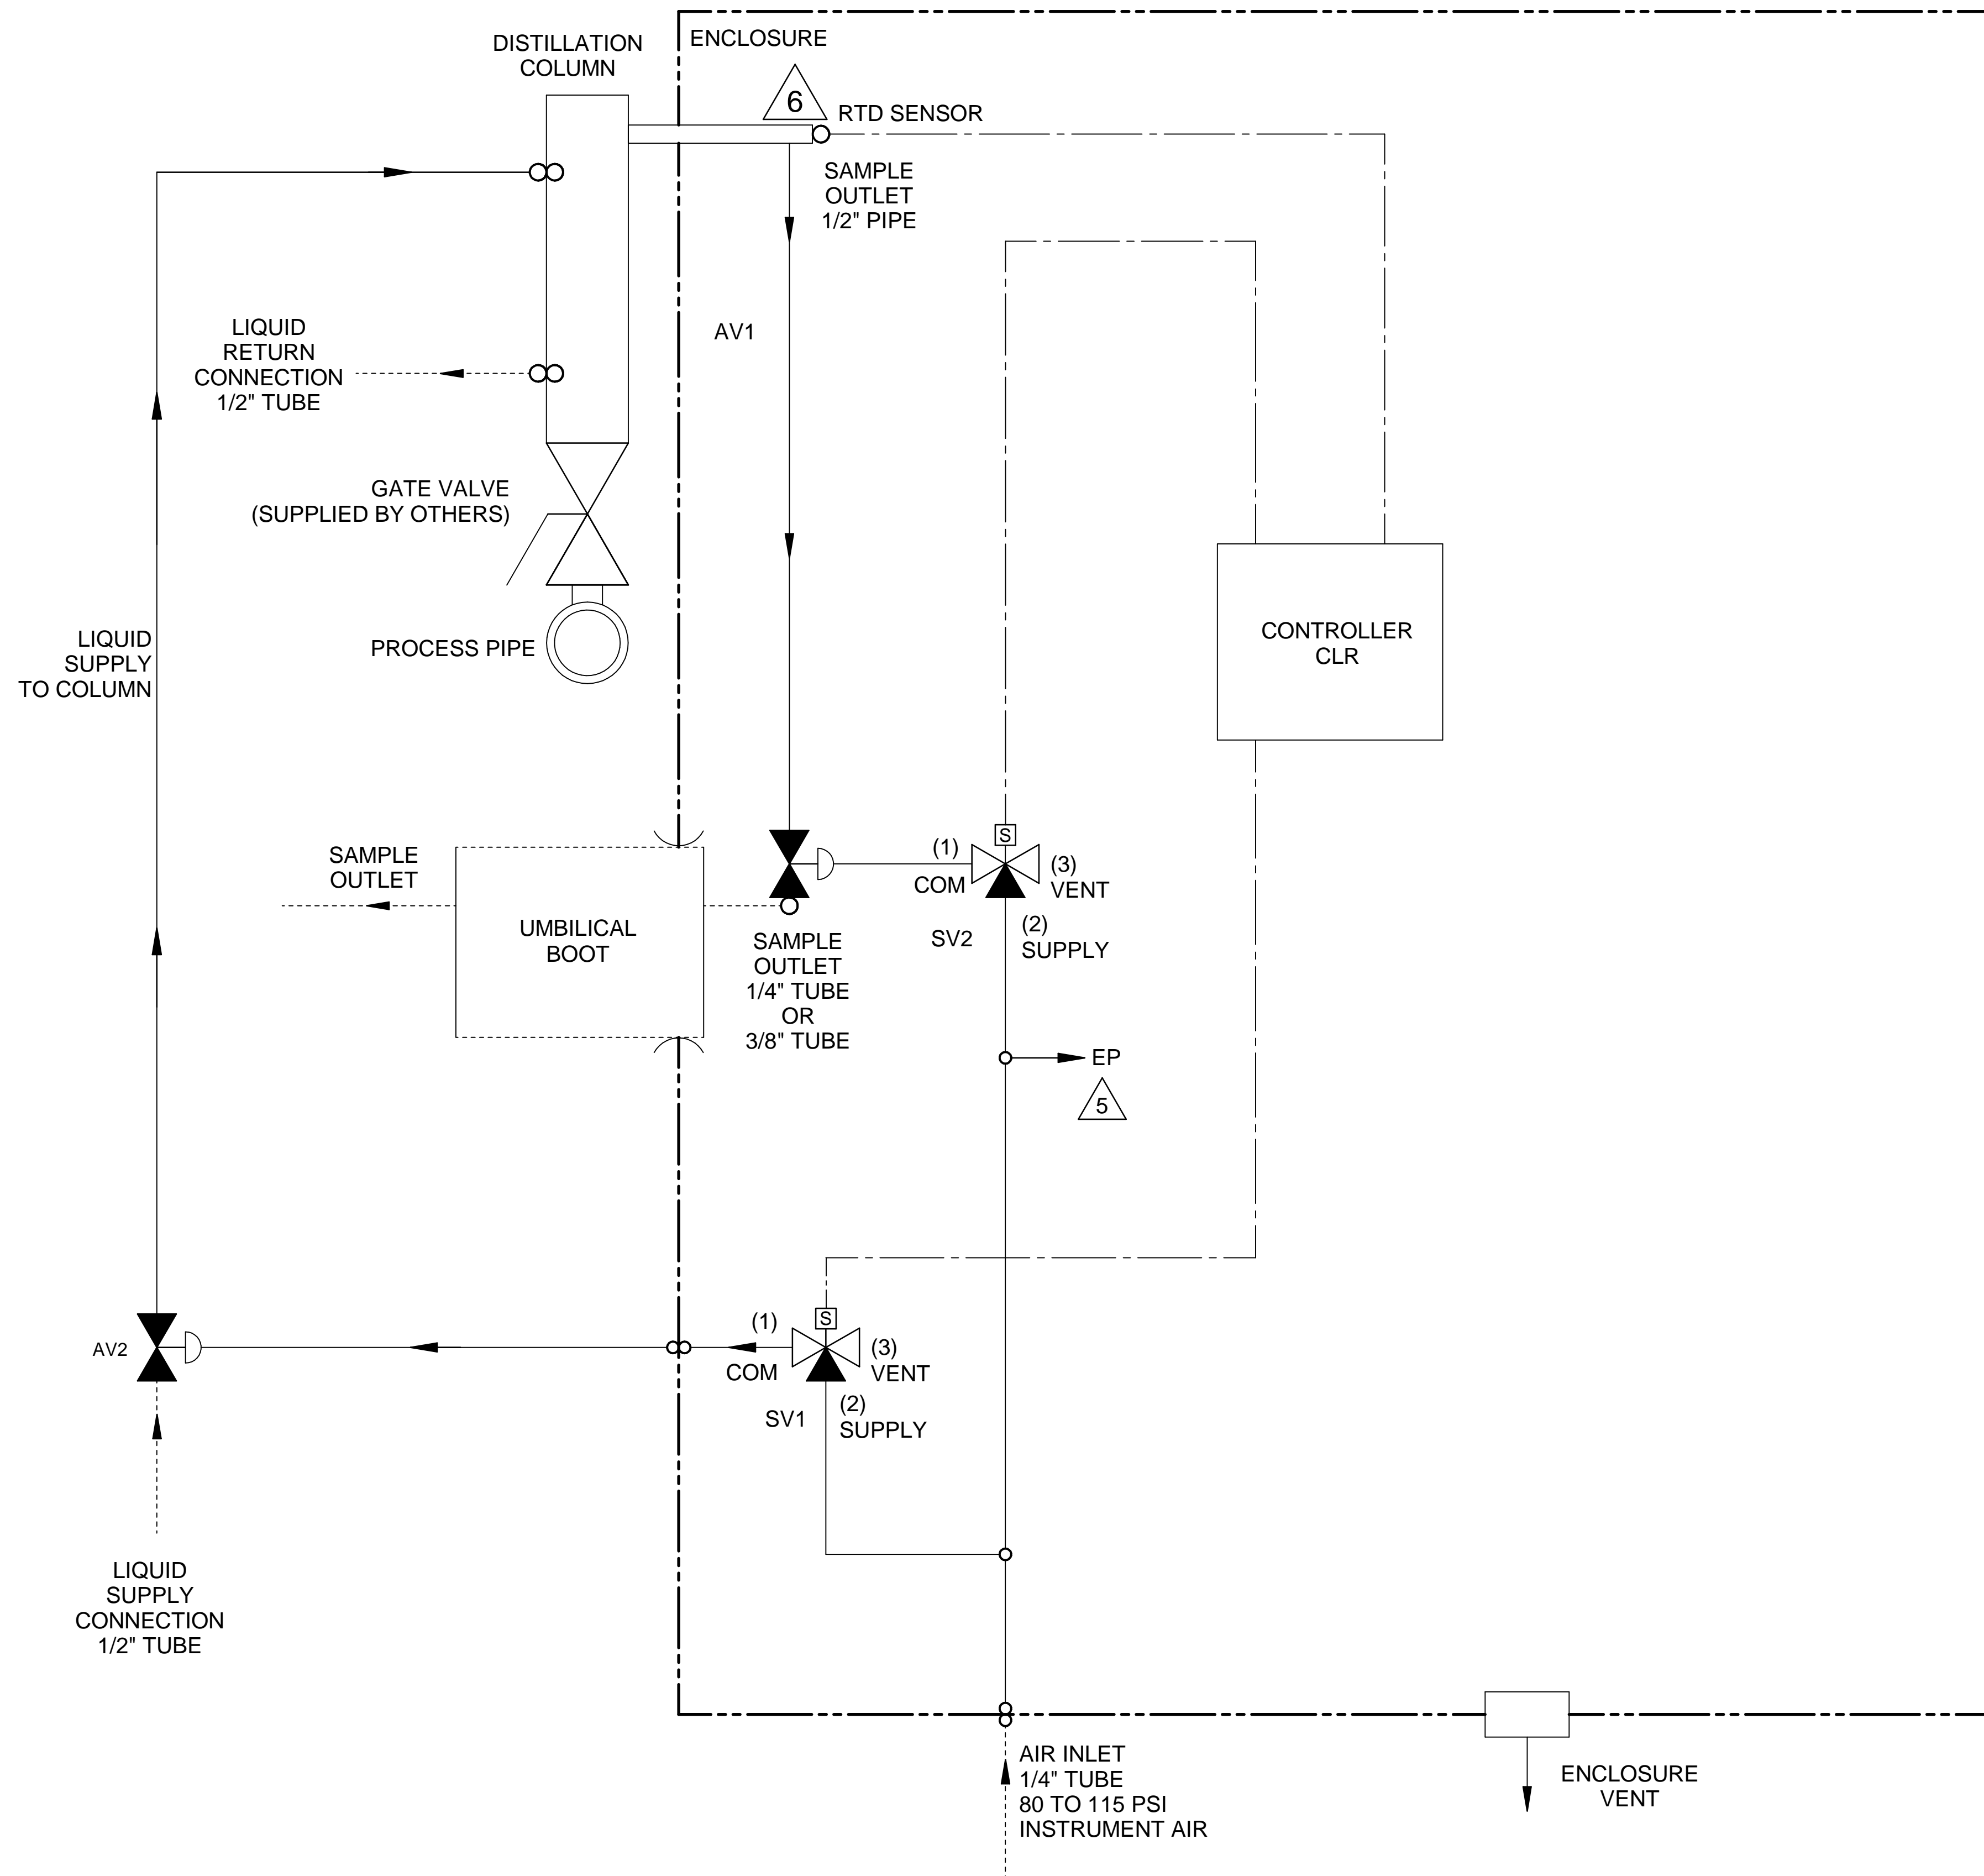 DISTILLATION
COLUMN
ENCLOSURE
6
RTD SENSOR
SAMPLE
OUTLET
1/2" PIPE
AV1
LIQUID
RETURN
CONNECTION
1/2" TUBE
GATE VALVE
(SUPPLIED BY OTHERS)
PROCESS PIPE
LIQUID
SUPPLY
TO COLUMN
CONTROLLER
CLR
SAMPLE
OUTLET
UMBILICAL
BOOT
S
(1)
COM
(3)
VENT
(2)
SUPPLY
SV2
SAMPLE
OUTLET
1/4" TUBE
OR
3/8" TUBE
EP
5
AV2
S
(1)
COM
(3)
VENT
(2)
SUPPLY
SV1
LIQUID
SUPPLY
CONNECTION
1/2" TUBE
AIR INLET
1/4" TUBE
80 TO 115 PSI
INSTRUMENT AIR
ENCLOSURE
VENT